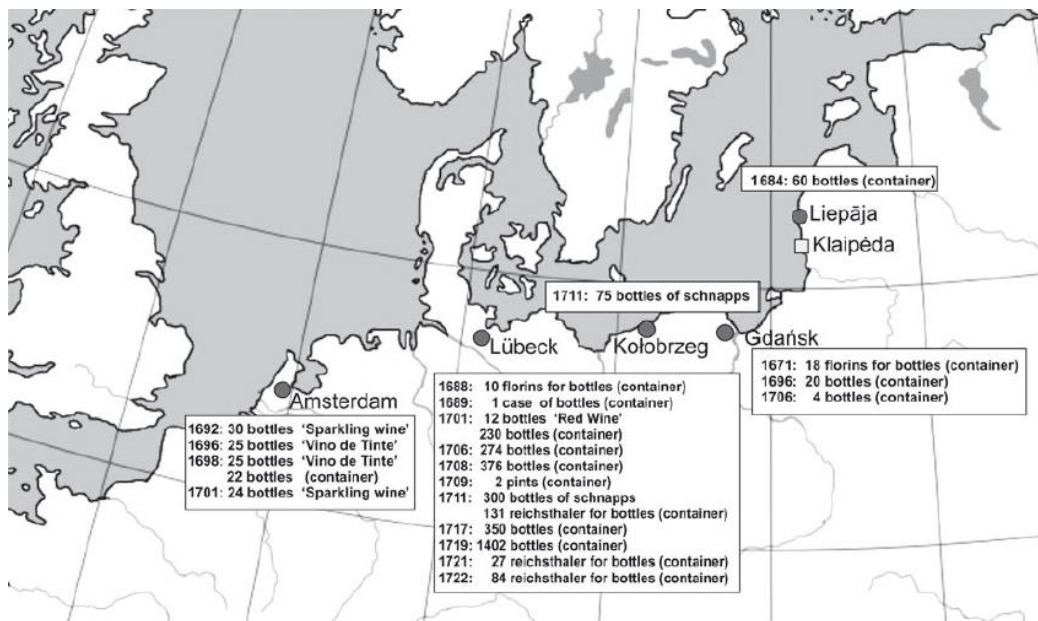 1684: 60 bottles (container)
Liepāja
Klaipėda
1711: 75 bottles of schnapps
Lübeck
Kołobrzeg
Gdańsk
1671: 18 florins for bottles (container)
1696: 20 bottles (container)
1706: 4 bottles (container)
Amsterdam
1692: 30 bottles ‘Sparkling wine’
1696: 25 bottles ‘Vino de Tinte’
1698: 25 bottles ‘Vino de Tinte’
22 bottles (container)
1701: 24 bottles ‘Sparkling wine’
1688: 10 florins for bottles (container)
1689: 1 case of bottles (container)
1701: 12 bottles ‘Red Wine’
230 bottles (container)
1706: 274 bottles (container)
1708: 376 bottles (container)
1709: 2 pints (container)
1711: 300 bottles of schnapps
131 reichsthaler for bottles (container)
1717: 350 bottles (container)
1719: 1402 bottles (container)
1721: 27 reichsthaler for bottles (container)
1722: 84 reichsthaler for bottles (container)